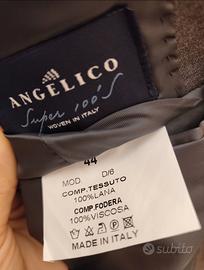 ANGELICO
Super 100'S
WOVEN IN ITALY
44
MOD D/6
COMP.TESSUTO
100%LANA
COMP.FODERA
100%VISCOSA
MADE IN ITALY
subito